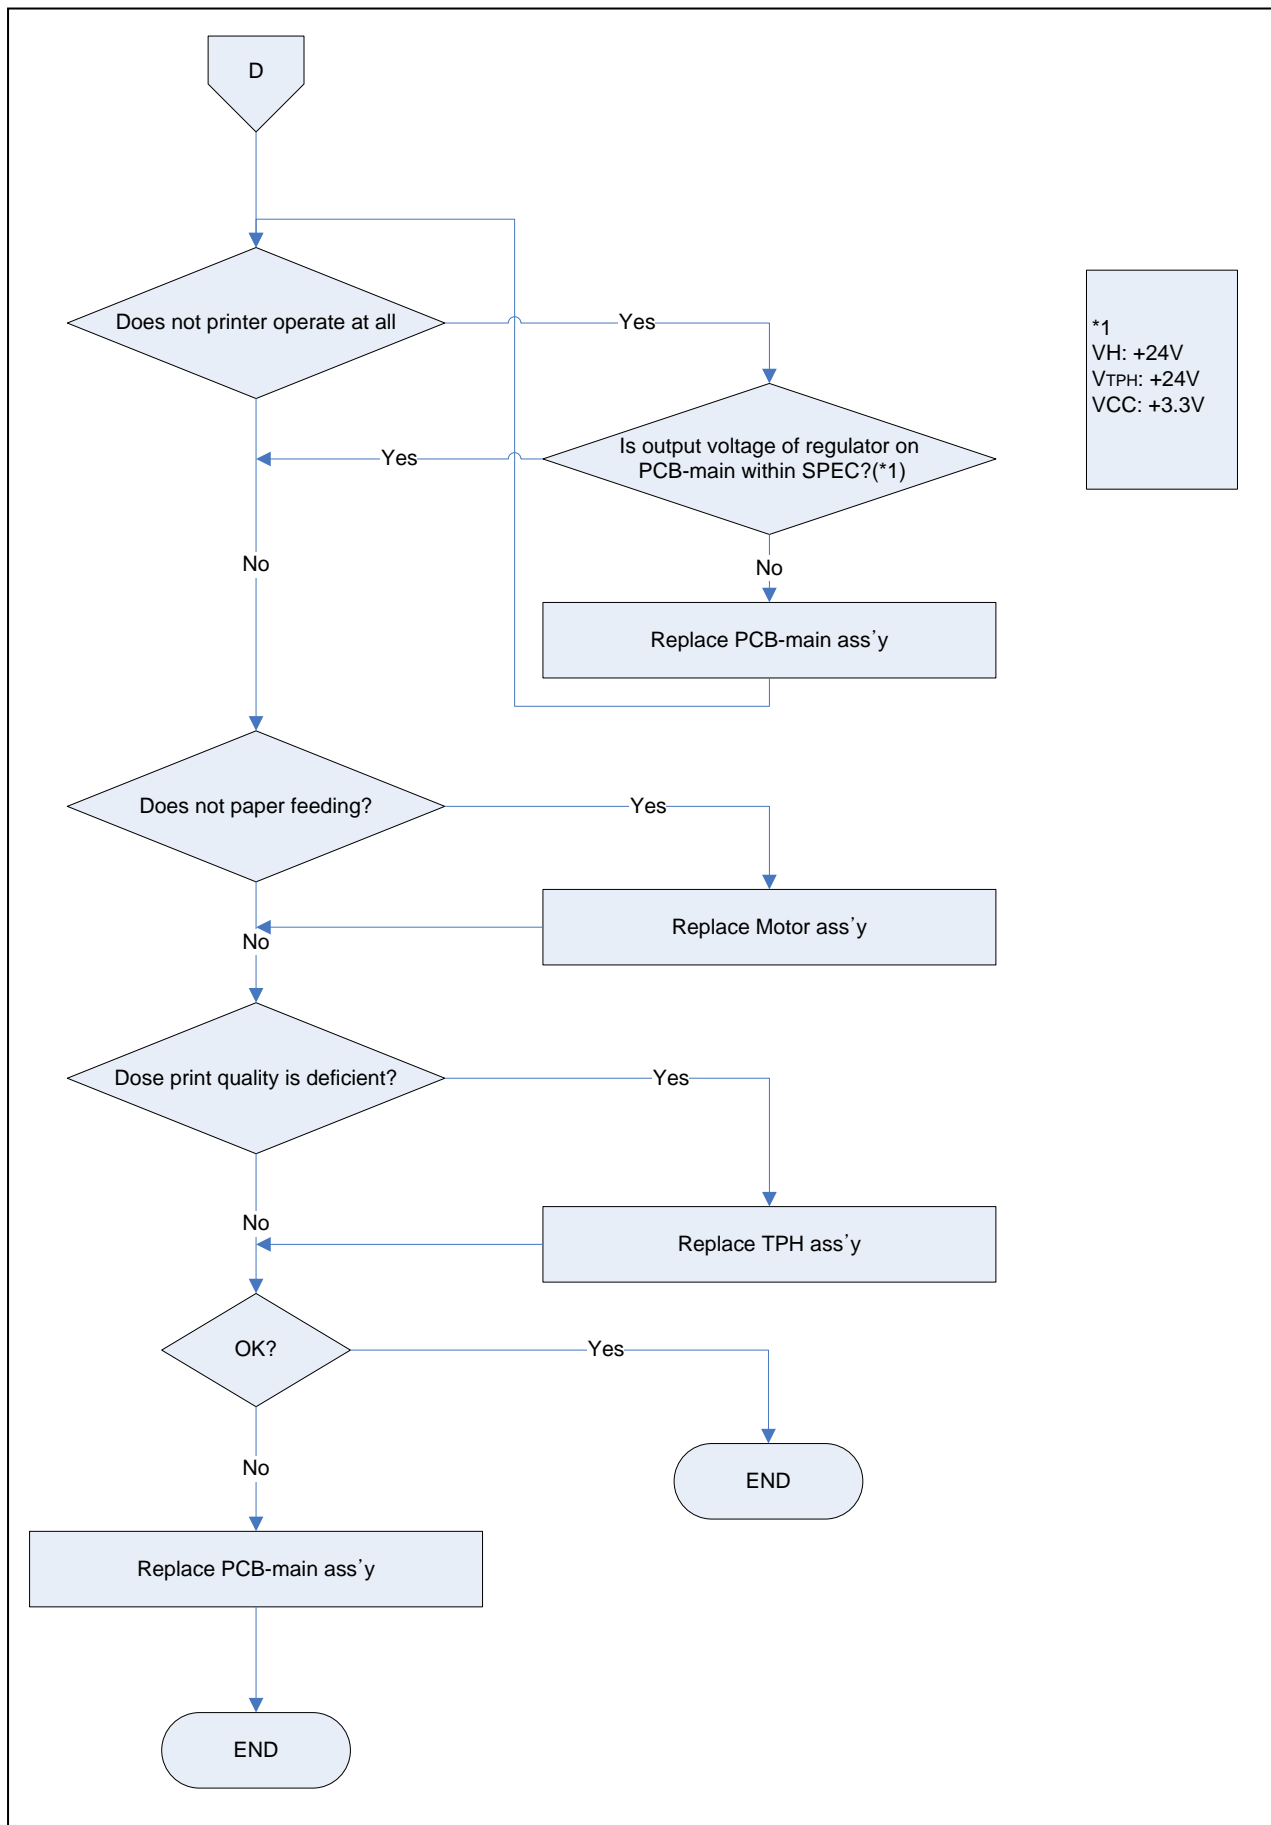 D
Does not printer operate at all
Yes
*1
VH: +24V
VTPH: +24V
VCC: +3.3V
Is output voltage of regulator on
PCB-main within SPEC?(*1)
Yes
No
No
Replace PCB-main ass’y
Does not paper feeding?
Yes
Replace Motor ass’y
No
Dose print quality is deficient?
Yes
No
Replace TPH ass’y
OK?
Yes
No
END
Replace PCB-main ass’y
END